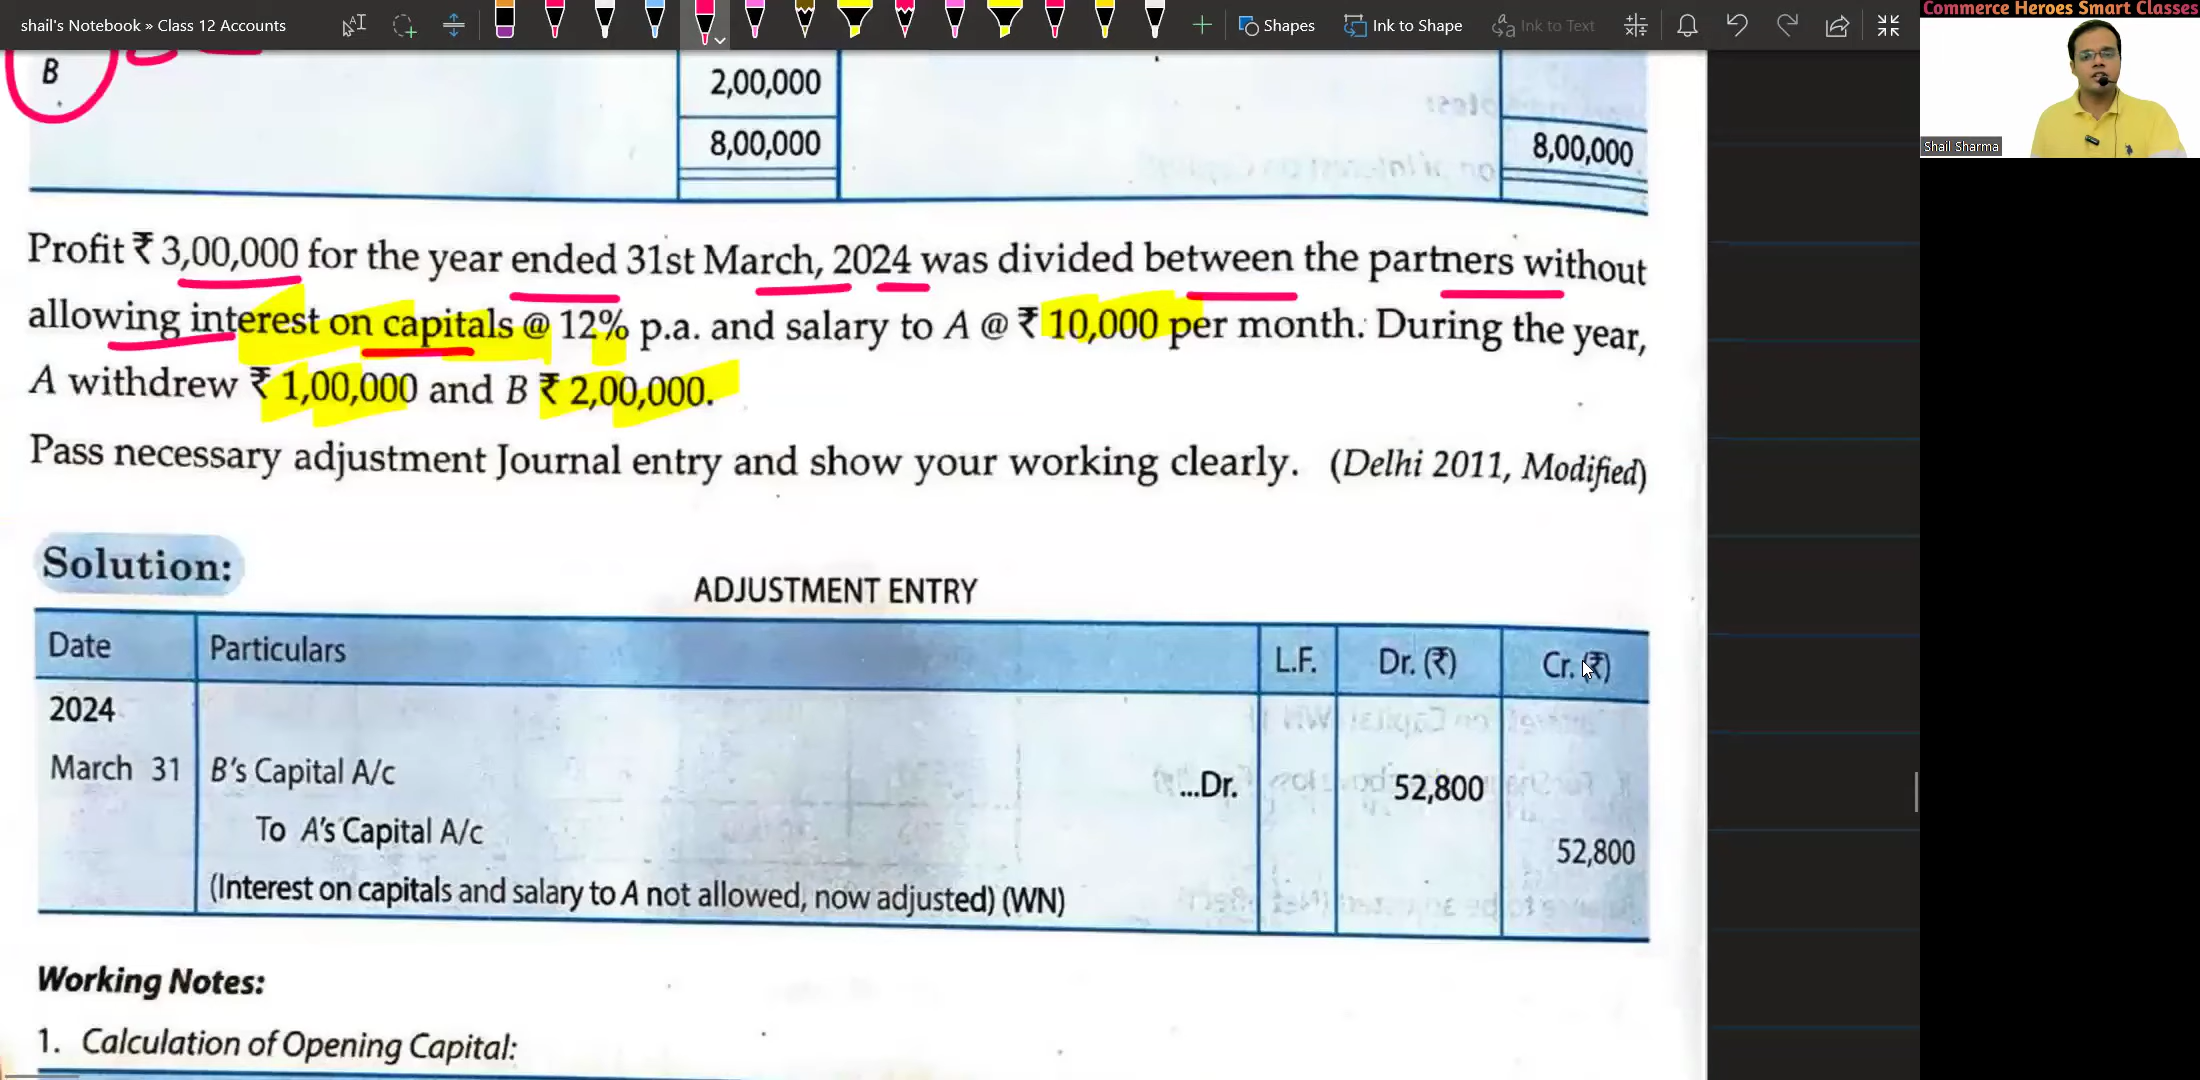 shail's Notebook » Class 12 Accounts
Shapes
Ink to Shape
Ink to Text
Commerce Heroes Smart Classes
Shail Sharma
B
2,00,000
8,00,000
8,00,000
Profit ₹ 3,00,000 for the year ended 31st March, 2024 was divided between the partners without
allowing interest on capitals @ 12% p.a. and salary to A @ ₹ 10,000 per month. During the year,
A withdrew ₹ 1,00,000 and B ₹ 2,00,000.
Pass necessary adjustment Journal entry and show your working clearly. (Delhi 2011, Modified)
Solution:
ADJUSTMENT ENTRY
Date Particulars L.F. Dr. (₹) Cr. (₹)
2024
March 31 B's Capital A/c ...Dr. 52,800
To A's Capital A/c 52,800
(Interest on capitals and salary to A not allowed, now adjusted) (WN)
Working Notes:
1. Calculation of Opening Capital: